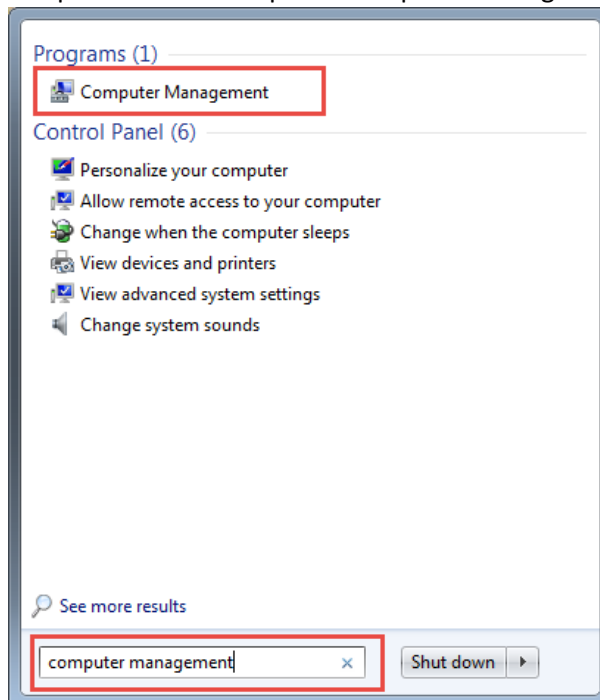 Programs (1)
Computer Management
Control Panel (6)
Personalize your computer
Allow remote access to your computer
Change when the computer sleeps
View devices and printers
View advanced system settings
Change system sounds
See more results
computer management
Shut down